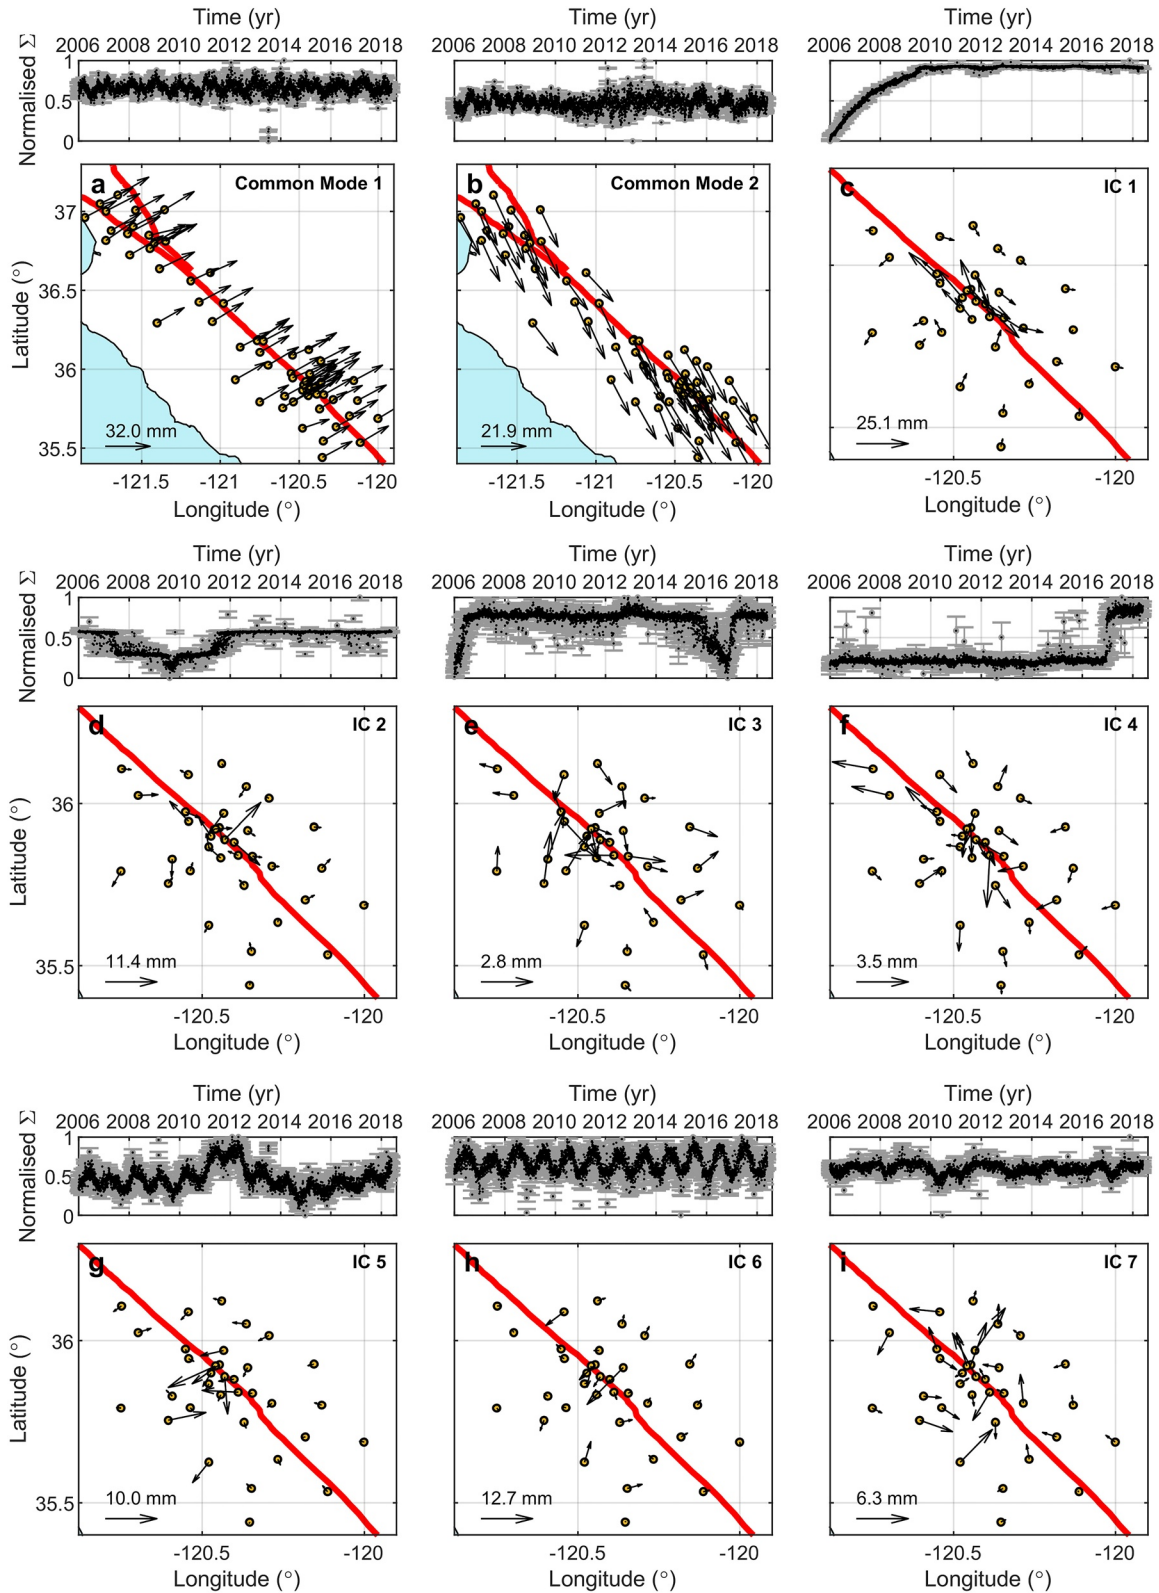 Time (yr) Time (yr) Time (yr)
2006 2008 2010 2012 2014 2016 2018 2006 2008 2010 2012 2014 2016 2018 2006 2010 2012 2014 2016 2018
Normalised Σ
1
0.5
0
a Common Mode 1 b Common Mode 2 c IC 1
37
36.5
36
35.5
Latitude (°)
32.0 mm 21.9 mm 25.1 mm
-121.5 -121 -120.5 -120 -121.5 -121 -120.5 -120 -120.5 -120
Longitude (°) Longitude (°) Longitude (°)
Time (yr) Time (yr) Time (yr)
2006 2008 2010 2012 2014 2016 2018 2006 2010 2012 2014 2016 2018 2006 2010 2012 2014 2016 2018
Normalised Σ
1
0.5
0
d IC 2 e IC 3 f IC 4
36
35.5
Latitude (°)
11.4 mm 2.8 mm 3.5 mm
-120.5 -120 -120.5 -120 -120.5 -120
Longitude (°) Longitude (°) Longitude (°)
Time (yr) Time (yr) Time (yr)
2006 2008 2010 2012 2014 2016 2018 2006 2008 2010 2012 2014 2016 2018 2006 2008 2010 2012 2014 2016 2018
Normalised Σ
1
0.5
0
g IC 5 h IC 6 i IC 7
36
35.5
Latitude (°)
10.0 mm 12.7 mm 6.3 mm
-120.5 -120 -120.5 -120 -120.5 -120
Longitude (°) Longitude (°) Longitude (°)